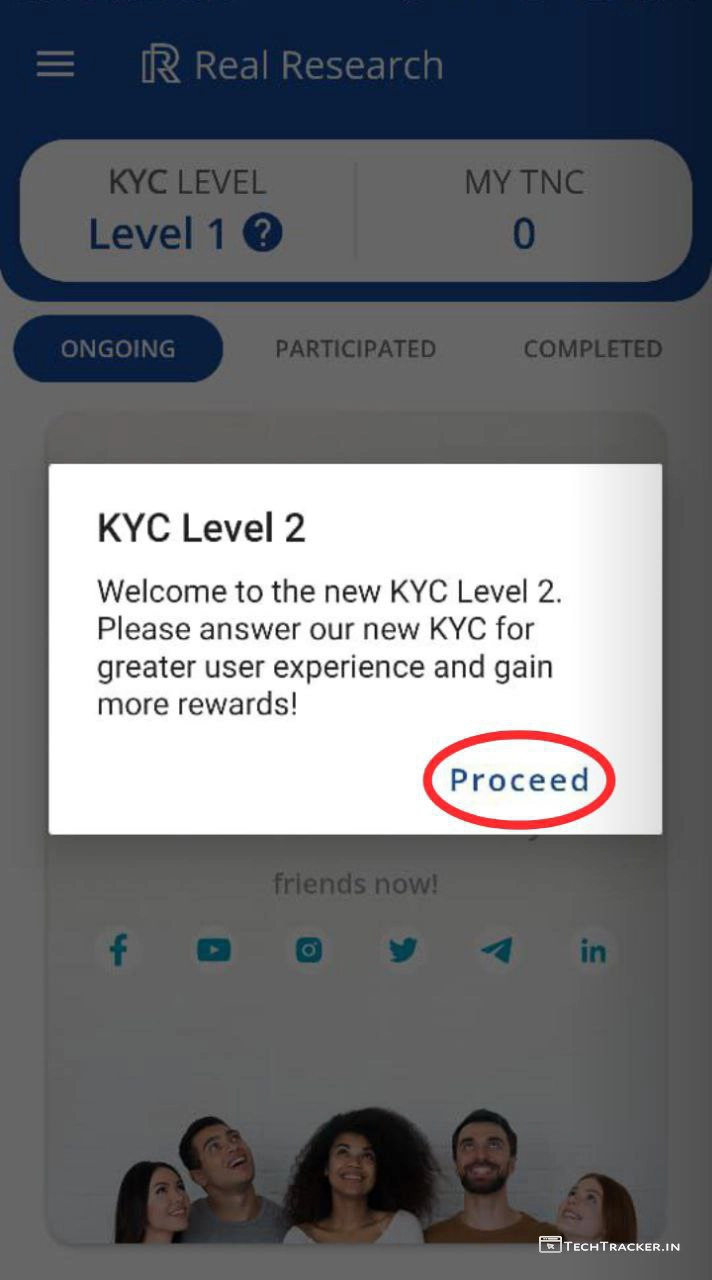 Real Research
KYC LEVEL
Level 1 ?
MY TNC
0
ONGOING
PARTICIPATED
COMPLETED
KYC Level 2
Welcome to the new KYC Level 2.
Please answer our new KYC for
greater user experience and gain
more rewards!
Proceed
friends now!
TECHTRACKER.IN